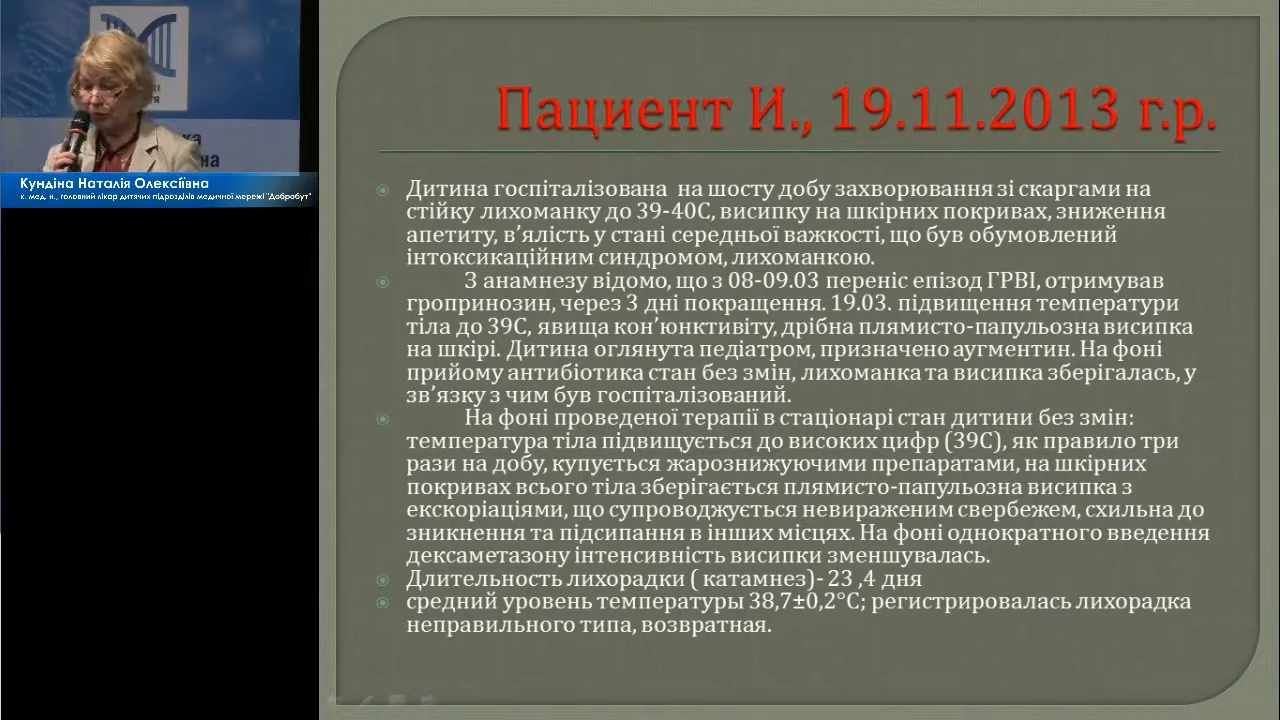 Кундіна Наталія Олексіївна
к. мед. н., головний лікар дитячих підрозділів медичної мережі "Добробут"
Пациент И., 19.11.2013 г.р.
Дитина госпіталізована на шосту добу захворювання зі скаргами на
стійку лихоманку до 39-40С, висипку на шкірних покривах, зниження
апетиту, в’ялість у стані середньої важкості, що був обумовлений
інтоксикаційним синдромом, лихоманкою.
З анамнезу відомо, що з 08-09.03 переніс епізод ГРВІ, отримував
гропринозин, через 3 дні покращення. 19.03. підвищення температури
тіла до 39С, явища кон’юнктивіту, дрібна плямисто-папульозна висипка
на шкірі. Дитина оглянута педіатром, призначено аугментин. На фоні
прийому антибіотика стан без змін, лихоманка та висипка зберігалась, у
зв’язку з чим був госпіталізований.
На фоні проведеної терапії в стаціонарі стан дитини без змін:
температура тіла підвищується до високих цифр (39С), як правило три
рази на добу, купується жарознижуючими препаратами, на шкірних
покривах всього тіла зберігається плямисто-папульозна висипка з
екскоріаціями, що супроводжується невираженим свербежем, схильна до
зникнення та підсипання в інших місцях. На фоні однократного введення
дексаметазону інтенсивність висипки зменшувалась.
Длительность лихорадки ( катамнез)- 23 ,4 дня
средний уровень температуры 38,7±0,2°С; регистрировалась лихорадка
неправильного типа, возвратная.